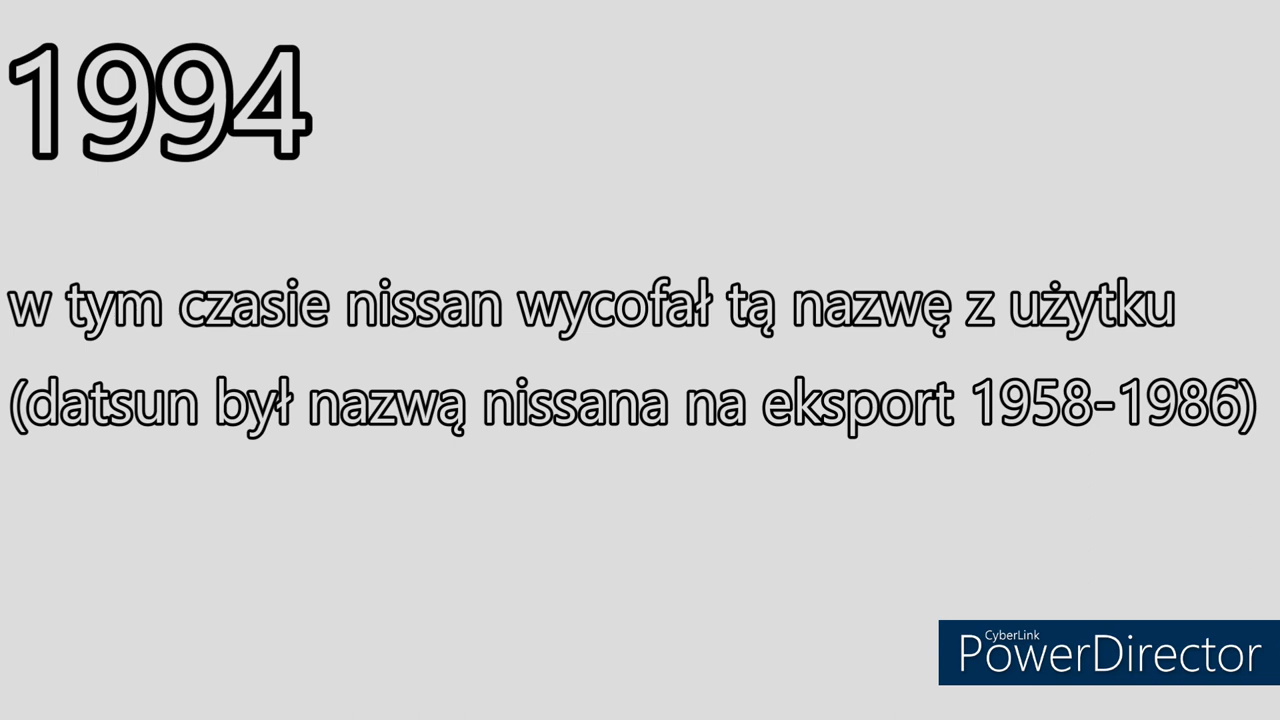 1994
w tym czasie nissan wycofał tą nazwę z użytku
(datsun był nazwą nissana na eksport 1958-1986)
CyberLink
PowerDirector